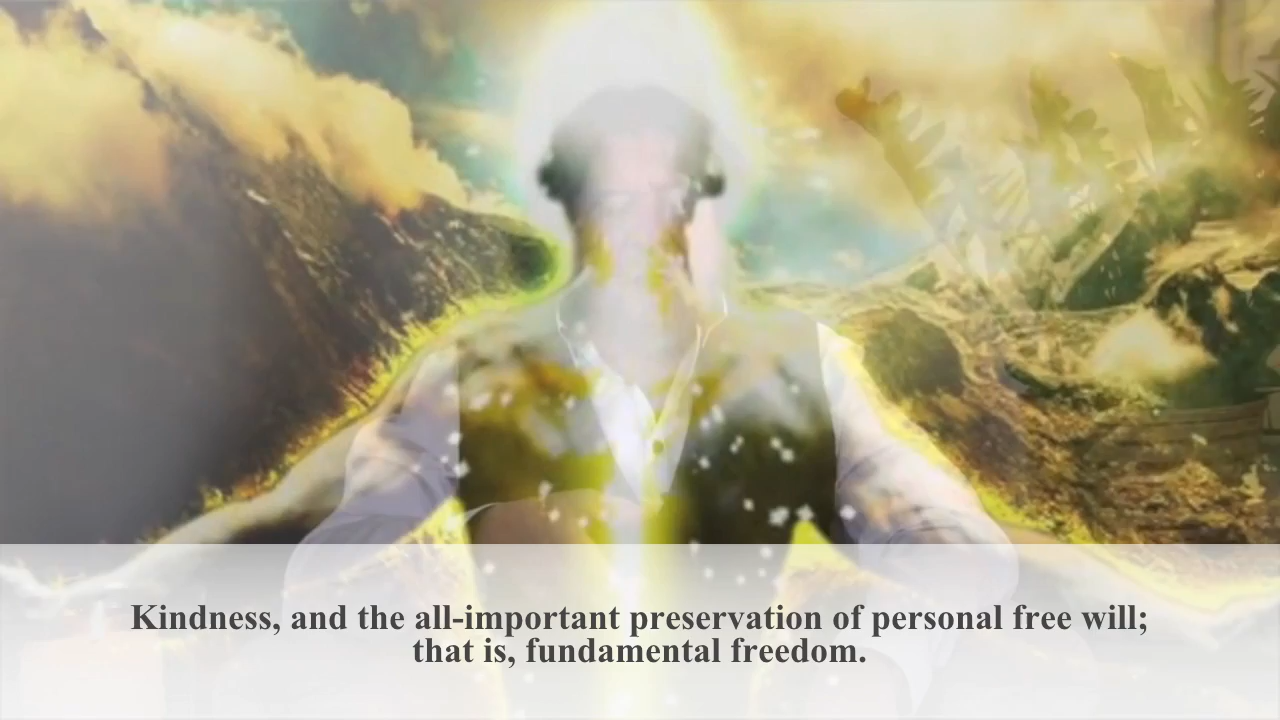 Kindness, and the all-important preservation of personal free will;
that is, fundamental freedom.